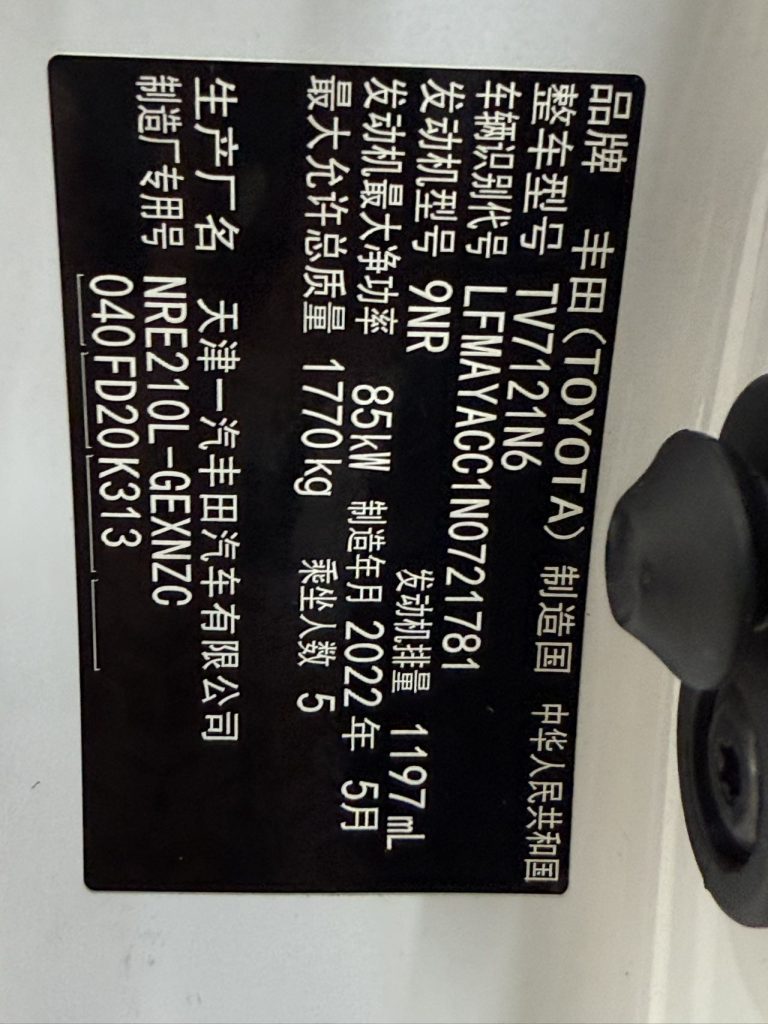 品牌 丰田(TOYOTA) 制造国 中华人民共和国
整车型号 TV7121N6
车辆识别代号 LFMAYACC1N0721781
发动机型号 9NR 发动机排量 1197mL
发动机最大净功率 85kW 制造年月 2022年 5月
最大允许总质量 1770kg 乘坐人数 5
生产厂名 天津一汽丰田汽车有限公司
制造厂专用号 NRE210L-GEXNZC
040FD20K313